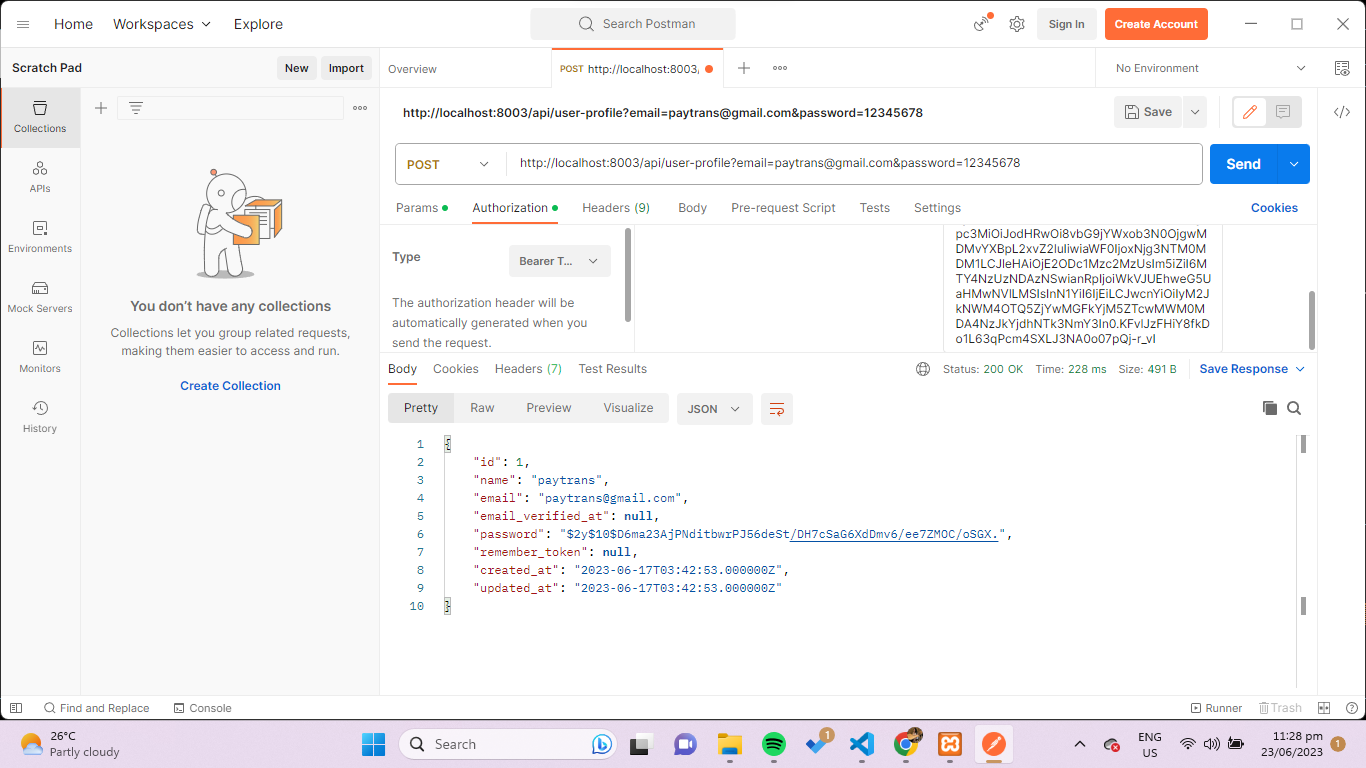 Home
Workspaces
Explore
Search Postman
Sign In
Create Account
Scratch Pad
New
Import
Overview
POST http://localhost:8003/
No Environment
Collections
APIs
Environments
Mock Servers
Monitors
History
You don't have any collections
Collections let you group related requests,
making them easier to access and run.
Create Collection
http://localhost:8003/api/user-profile?email=paytrans@gmail.com&password=12345678
Save
POST
http://localhost:8003/api/user-profile?email=paytrans@gmail.com&password=12345678
Send
Params
Authorization
Headers (9)
Body
Pre-request Script
Tests
Settings
Cookies
Type
Bearer T...
The authorization header will be
automatically generated when you
send the request.
Body
Cookies
Headers (7)
Test Results
Status: 200 OK
Time: 228 ms
Size: 491 B
Save Response
Pretty
Raw
Preview
Visualize
JSON
1 {
2 "id": 1,
3 "name": "paytrans",
4 "email": "paytrans@gmail.com",
5 "email_verified_at": null,
6 "password": "$2y$10$D6ma23AjPNditbwrPJ56deSt/DH7cSaG6XdDmv6/ee7ZMOC/oSGX.",
7 "remember_token": null,
8 "created_at": "2023-06-17T03:42:53.000000Z",
9 "updated_at": "2023-06-17T03:42:53.000000Z"
10 }
Find and Replace
Console
Runner
Trash
26°C
Partly cloudy
Search
1
ENG
US
11:28 pm
23/06/2023
1